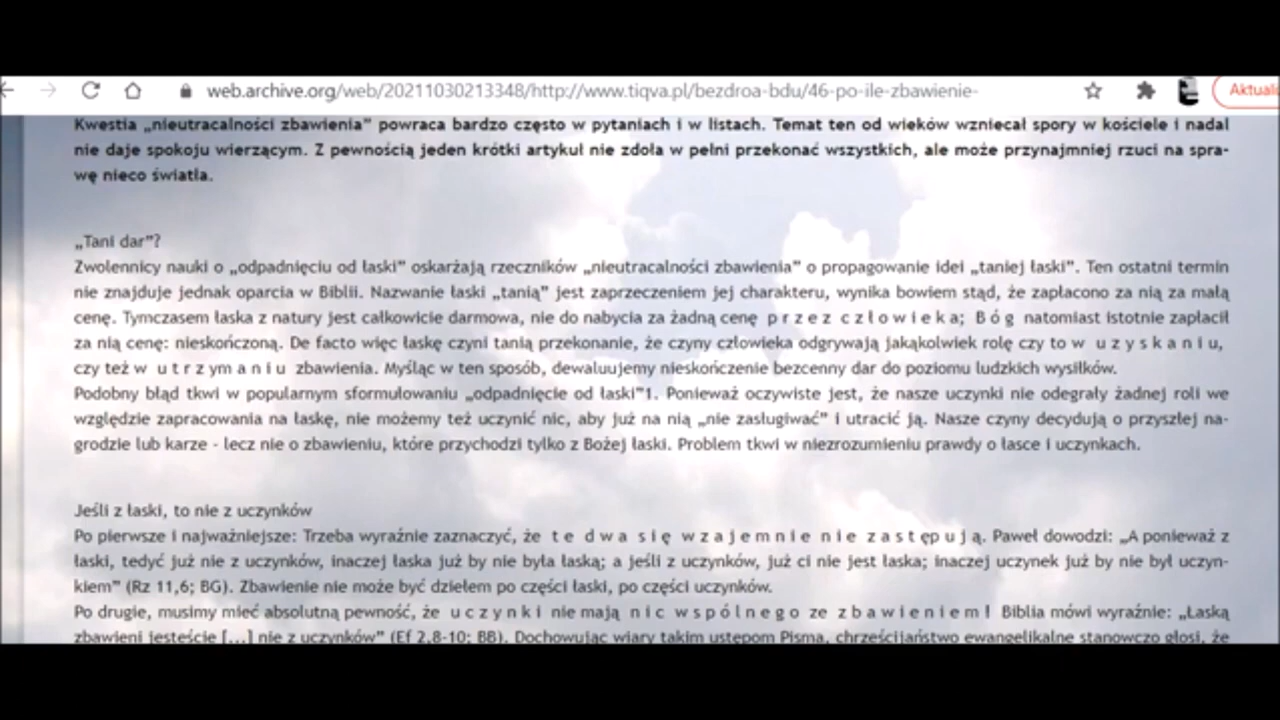 web.archive.org/web/20211030213348/http://www.tiqva.pl/bezdroa-bdu/46-po-ile-zbawienie-
Kwestia „nieutracalności zbawienia” powraca bardzo często w pytaniach i w listach. Temat ten od wieków wzniecał spory w kościele i nadal
nie daje spokoju wierzącym. Z pewnością jeden krótki artykuł nie zdoła w pełni przekonać wszystkich, ale może przynajmniej rzuci na spra-
wę nieco światła.
„Tani dar”?
Zwolennicy nauki o „odpadnięciu od łaski” oskarżają rzeczników „nieutracalności zbawienia” o propagowanie idei „taniej łaski”. Ten ostatni termin
nie znajduje jednak oparcia w Biblii. Nazwanie łaski „tanią” jest zaprzeczeniem jej charakteru, wynika bowiem stąd, że zapłacono za nią za małą
cenę. Tymczasem łaska z natury jest całkowicie darmowa, nie do nabycia za żadną cenę p r z e z c z ł o w i e k a; B ó g natomiast istotnie zapłacił
za nią cenę: nieskończoną. De facto więc łaskę czyni tanią przekonanie, że czyny człowieka odgrywają jakąkolwiek rolę czy to w u z y s k a n i u,
czy też w u t r z y m a n i u zbawienia. Myśląc w ten sposób, dewaluujemy nieskończenie bezcenny dar do poziomu ludzkich wysiłków.
Podobny błąd tkwi w popularnym sformułowaniu „odpadnięcie od łaski”1. Ponieważ oczywiste jest, że nasze uczynki nie odegrały żadnej roli we
względzie zapracowania na łaskę, nie możemy też uczynić nic, aby już na nią „nie zasługiwać” i utracić ją. Nasze czyny decydują o przyszłej na-
grodzie lub karze - lecz nie o zbawieniu, które przychodzi tylko z Bożej łaski. Problem tkwi w niezrozumieniu prawdy o łasce i uczynkach.
Jeśli z łaski, to nie z uczynków
Po pierwsze i najważniejsze: Trzeba wyraźnie zaznaczyć, że t e d w a s i ę w z a j e m n i e n i e z a s t ę p u j ą. Paweł dowodzi: „A ponieważ z
łaski, tedyć już nie z uczynków, inaczej łaska już by nie była łaską; a jeśli z uczynków, już ci nie jest łaska; inaczej uczynek już by nie był uczyn-
kiem” (Rz 11,6; BG). Zbawienie nie może być dziełem po części łaski, po części uczynków.
Po drugie, musimy mieć absolutną pewność, że u c z y n k i nie mają n i c w s p ó l n e g o ze z b a w i e n i e m ! Biblia mówi wyraźnie: „Łaską
zbawieni jesteście [...] nie z uczynków” (Ef 2,8-10; BB). Dochowując wiary takim ustępom Pisma, chrześcijaństwo ewangelikalne stanowczo głosi, że